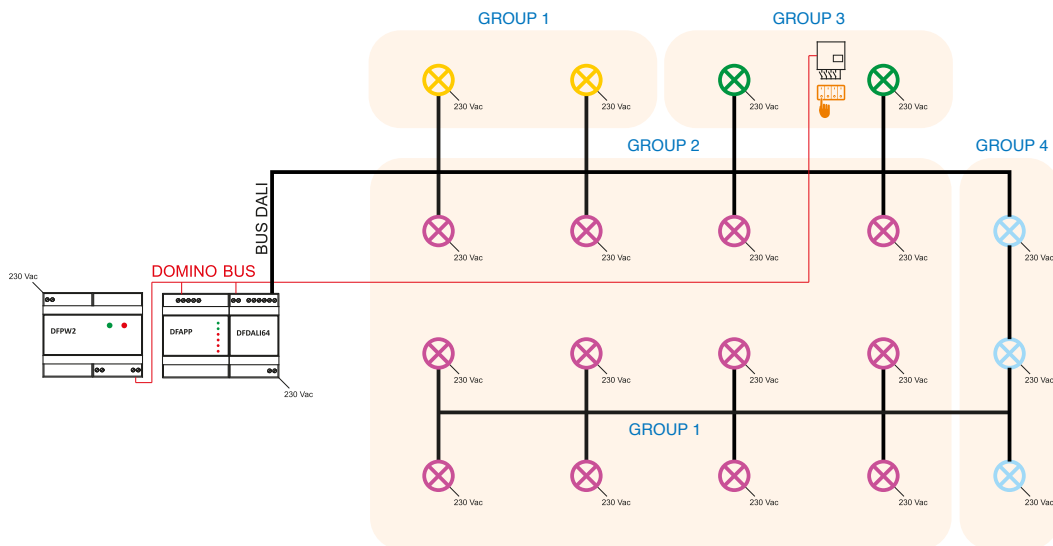 GROUP 1
GROUP 3
230 Vac
230 Vac
230 Vac
230 Vac
GROUP 2
GROUP 4
BUS DALI
230 Vac
230 Vac
230 Vac
230 Vac
230 Vac
DOMINO BUS
230 Vac
DFPW2
DFAPP
DFDALI64
230 Vac
230 Vac
230 Vac
230 Vac
230 Vac
230 Vac
GROUP 1
230 Vac
230 Vac
230 Vac
230 Vac
230 Vac